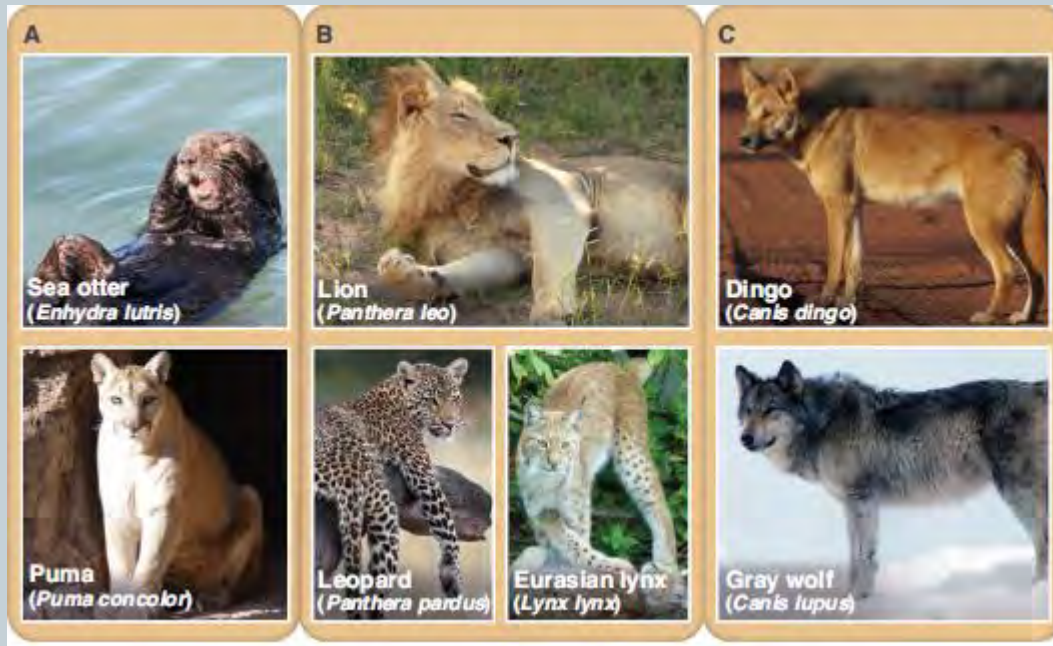 A
B
C
Sea otter
(Enhydra lutris)
Lion
(Panthera leo)
Dingo
(Canis dingo)
Puma
(Puma concolor)
Leopard
(Panthera pardus)
Eurasian lynx
(Lynx lynx)
Gray wolf
(Canis lupus)